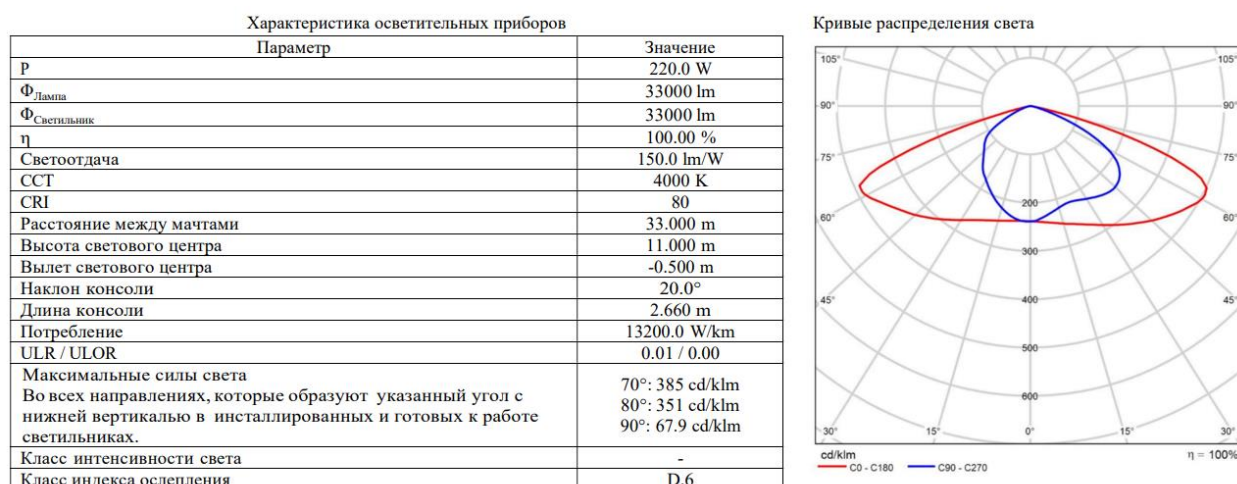 Характеристика осветительных приборов
Параметр Значение
P 220.0 W
Φ Лампа 33000 lm
Φ Светильник 33000 lm
η 100.00 %
Светоотдача 150.0 lm/W
CCT 4000 K
CRI 80
Расстояние между мачтами 33.000 m
Высота светового центра 11.000 m
Вылет светового центра -0.500 m
Наклон консоли 20.0°
Длина консоли 2.660 m
Потребление 13200.0 W/km
ULR / ULOR 0.01 / 0.00
Максимальные силы света
Во всех направлениях, которые образуют указанный угол с
нижней вертикалью в инсталлированных и готовых к работе
светильниках.
70°: 385 cd/klm
80°: 351 cd/klm
90°: 67.9 cd/klm
Класс интенсивности света -
Класс индекса ослепления D.6
Кривые распределения света
105° 105°
90° 90°
75° 75°
200
60° 60°
300
45° 400 45°
500
600
30° 15° 0° 15° 30°
cd/klm η = 100%
C0 - C180 C90 - C270